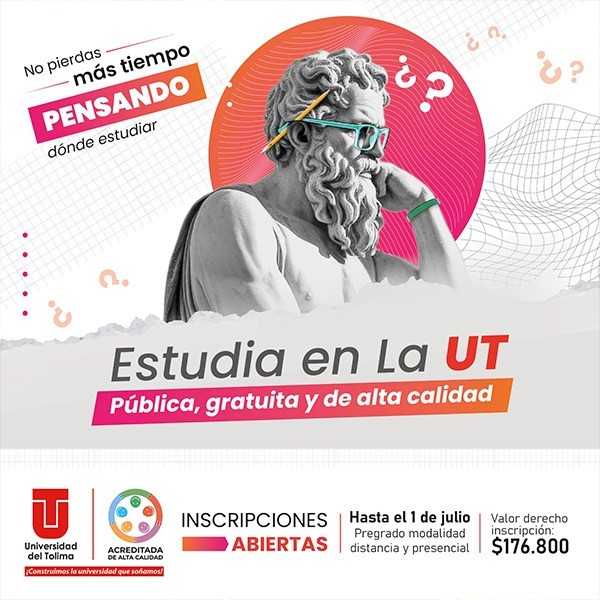 No pierdas
más tiempo
PENSANDO
dónde estudiar
¿?
¿?
¿?
¿?
Estudia en La UT
Pública, gratuita y de alta calidad
Universidad
del Tolima
¡Construimos la universidad que soñamos!
ACREDITADA
DE ALTA CALIDAD
INSCRIPCIONES
ABIERTAS
Hasta el 1 de julio
Pregrado modalidad
distancia y presencial
Valor derecho
inscripción:
$176.800